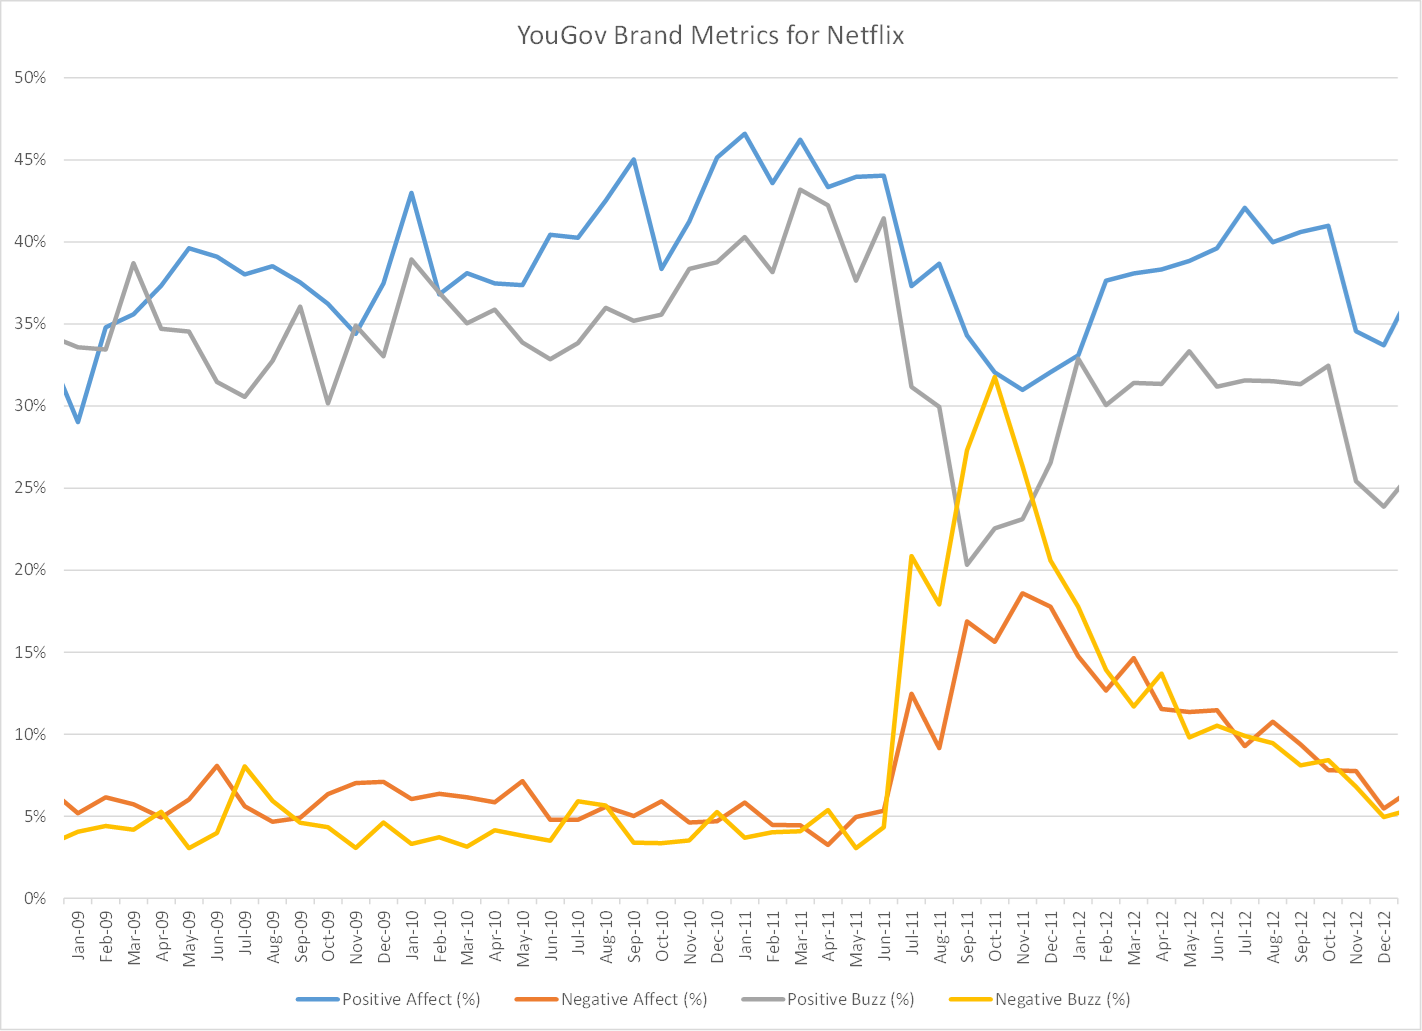 YouGov Brand Metrics for Netflix
50%
45%
40%
35%
30%
25%
20%
15%
10%
5%
0%
Jan-09
Feb-09
Mar-09
Apr-09
May-09
Jun-09
Jul-09
Aug-09
Sep-09
Oct-09
Nov-09
Dec-09
Jan-10
Feb-10
Mar-10
Apr-10
May-10
Jun-10
Jul-10
Aug-10
Sep-10
Oct-10
Nov-10
Dec-10
Jan-11
Feb-11
Mar-11
Apr-11
May-11
Jun-11
Jul-11
Aug-11
Sep-11
Oct-11
Nov-11
Dec-11
Jan-12
Feb-12
Mar-12
Apr-12
May-12
Jun-12
Jul-12
Aug-12
Sep-12
Oct-12
Nov-12
Dec-12
Positive Affect (%) Negative Affect (%) Positive Buzz (%) Negative Buzz (%)